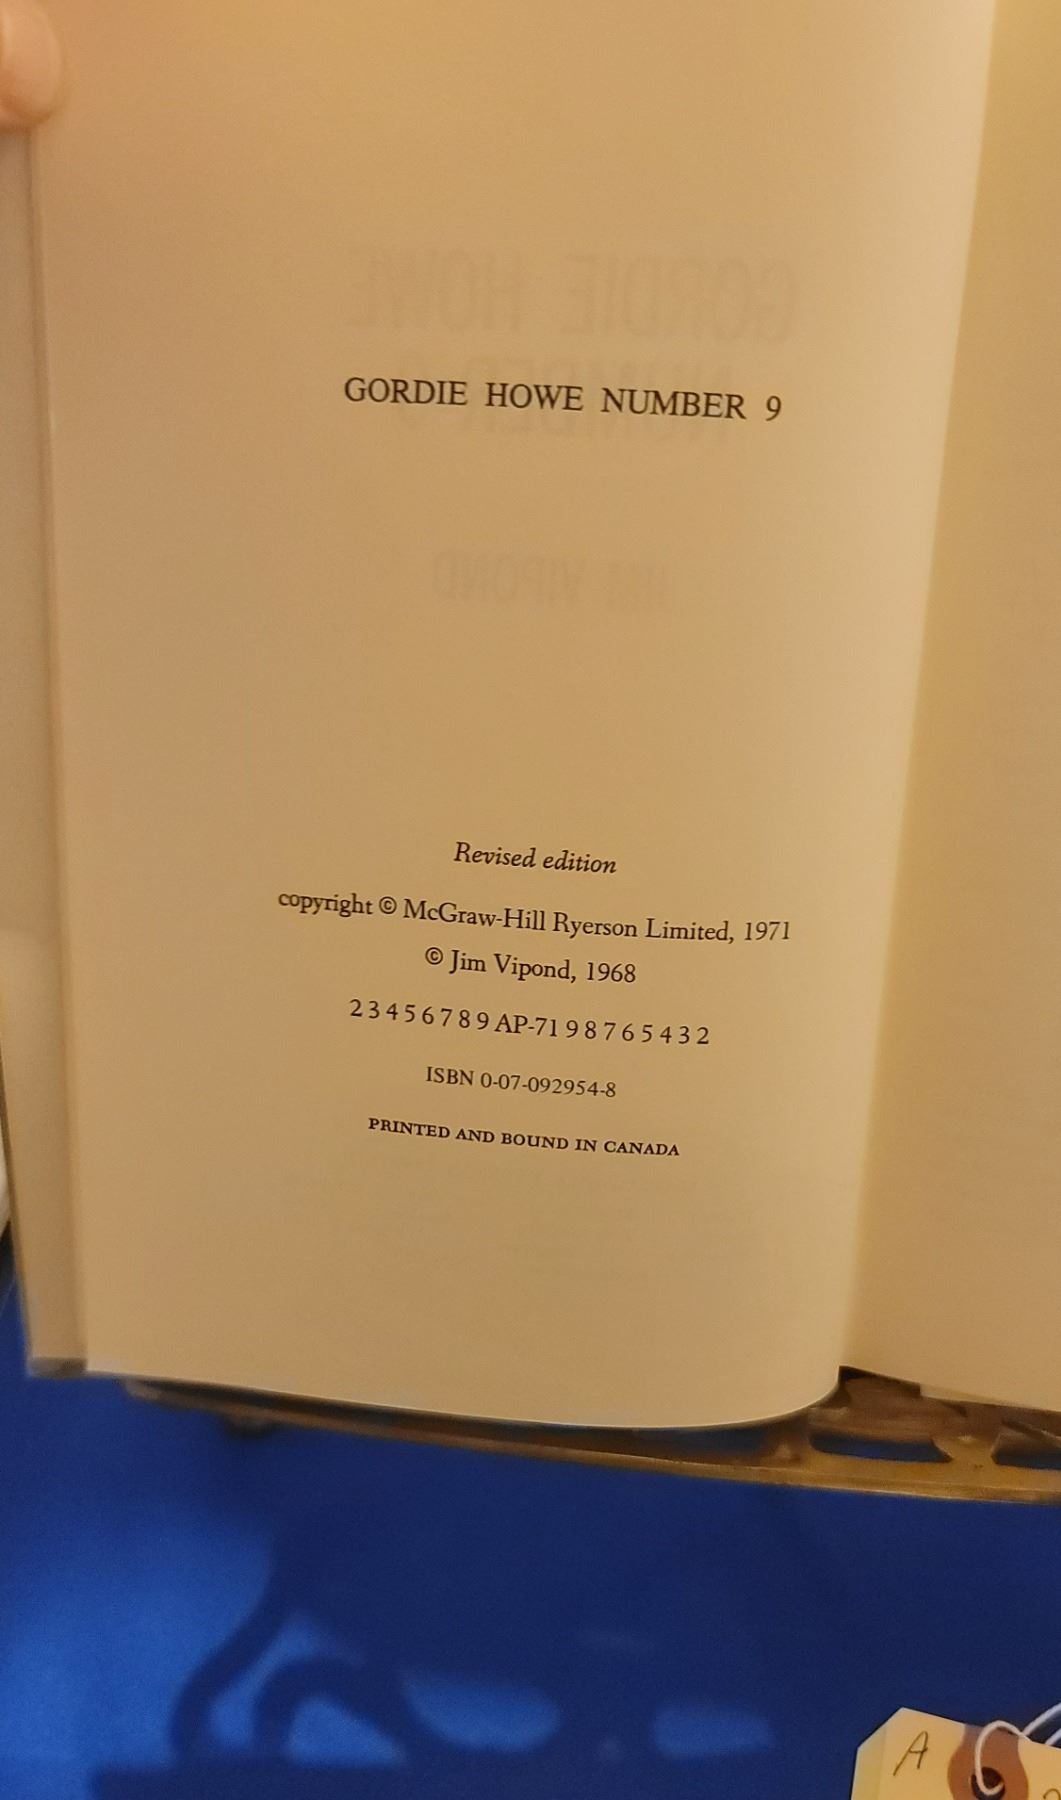 GORDIE HOWE NUMBER 9
Revised edition
copyright © McGraw-Hill Ryerson Limited, 1971
© Jim Vipond, 1968
2 3 4 5 6 7 8 9 AP-71 9 8 7 6 5 4 3 2
ISBN 0-07-092954-8
PRINTED AND BOUND IN CANADA
A